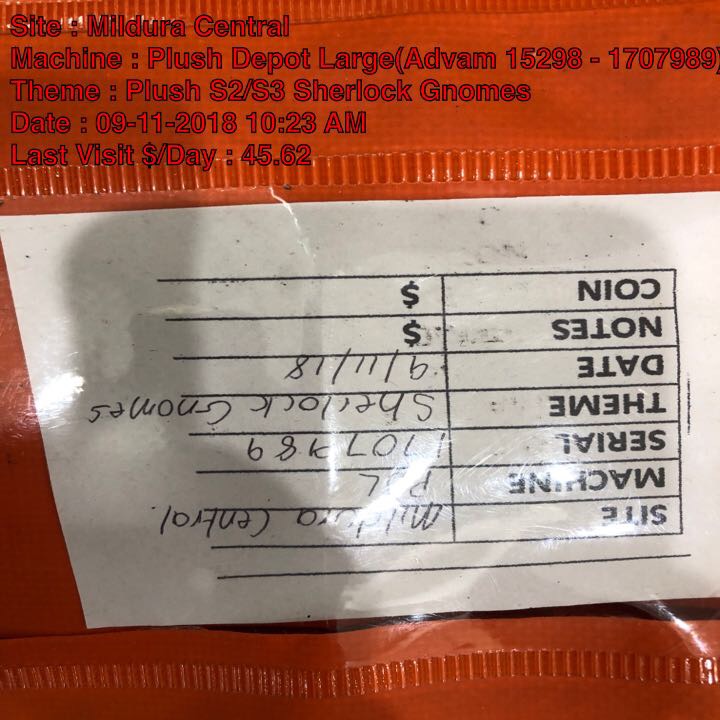 Site : Mildura Central
Machine : Plush Depot Large(Advam 15298 - 1707989)
Theme : Plush S2/S3 Sherlock Gnomes
Date : 09-11-2018 10:23 AM
Last Visit $/Day : 45.62
SITE Mildura Central.
MACHINE PDL
SERIAL 1707989
THEME Sherlock Gnomes
DATE 9/11/18
NOTES $
COIN $